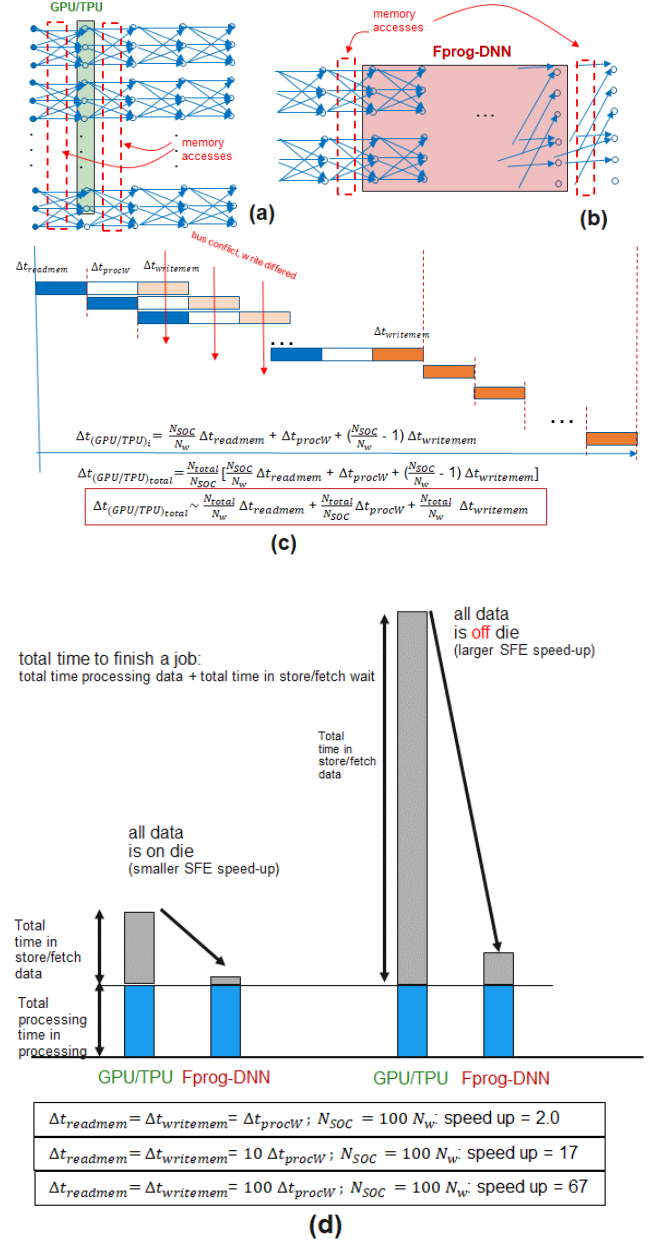 GPU/TPU
memory
accesses
(a)
memory
accesses
Fprog-DNN
...
(b)
bus conflict, write differed
Δt_readmem Δt_procW Δt_writemem
... Δt_writemem
...
Δt_(GPU/TPU)i = N_SOC/N_w Δt_readmem + Δt_procW + (N_SOC/N_w - 1) Δt_writemem
Δt_(GPU/TPU)total = N_total/N_SOC [N_SOC/N_w Δt_readmem + Δt_procW + (N_SOC/N_w - 1) Δt_writemem]
Δt_(GPU/TPU)total ~ N_total/N_w Δt_readmem + N_total/N_SOC Δt_procW + N_total/N_w Δt_writemem
(c)
total time to finish a job:
total time processing data + total time in store/fetch wait
all data
is off die
(larger SFE speed-up)
Total
time in
store/fetch
data
all data
is on die
(smaller SFE speed-up)
Total
time in
store/fetch
data
Total
processing
time in
processing
GPU/TPU Fprog-DNN GPU/TPU Fprog-DNN
Δt_readmem = Δt_writemem = Δt_procW ; N_SOC = 100 N_w: speed up = 2.0
Δt_readmem = Δt_writemem = 10 Δt_procW ; N_SOC = 100 N_w: speed up = 17
Δt_readmem = Δt_writemem = 100 Δt_procW ; N_SOC = 100 N_w: speed up = 67
(d)